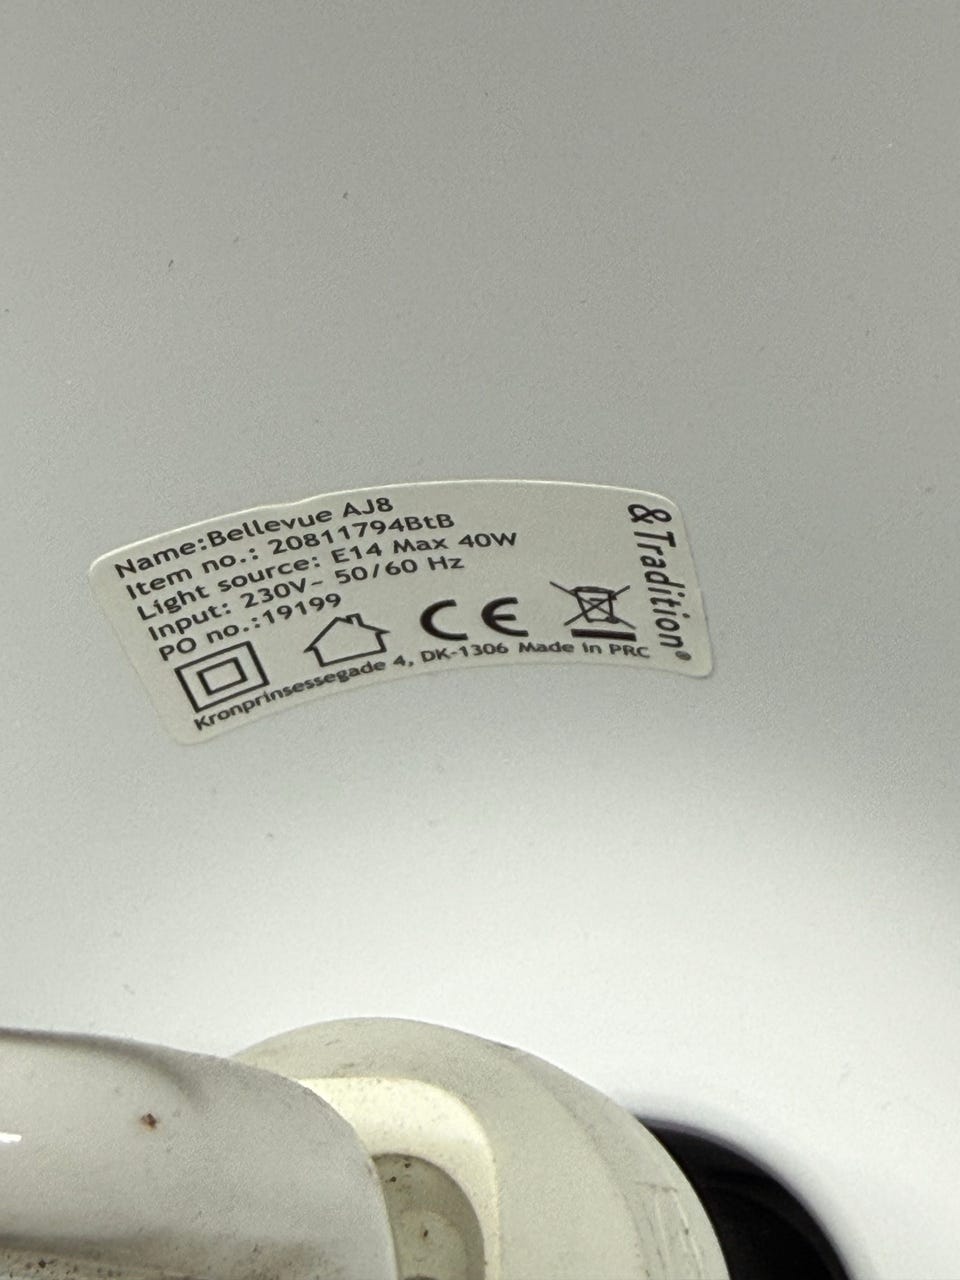 Name:Bellevue AJ8
Item no.: 20811794BtB
Light source: E14 Max 40W
Input: 230V~ 50/60 Hz
PO no.:19199
CE
Kronprinsessegade 4, DK-1306 Made in PRC
&Tradition®